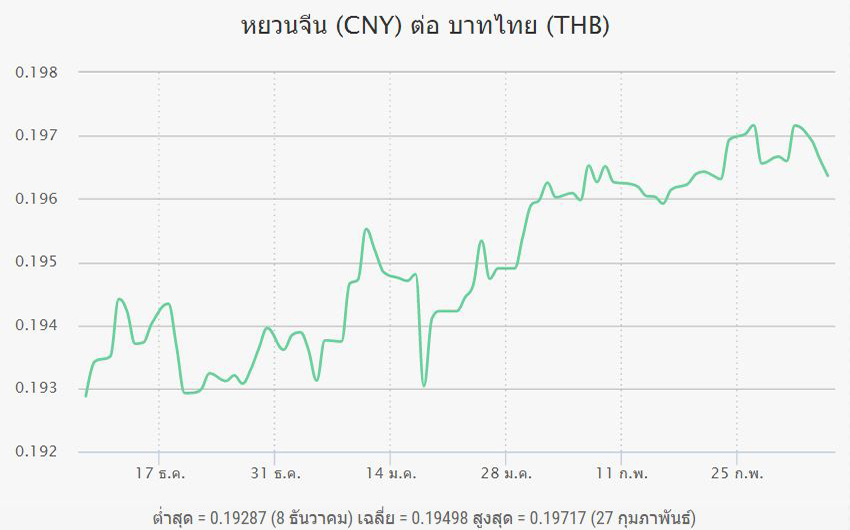 หยวนจีน (CNY) ต่อ บาทไทย (THB)
0.198
0.197
0.196
0.195
0.194
0.193
0.192
17 ธ.ค.
31 ธ.ค.
14 ม.ค.
28 ม.ค.
11 ก.พ.
25 ก.พ.
ต่ำสุด = 0.19287 (8 ธันวาคม) เฉลี่ย = 0.19498 สูงสุด = 0.19717 (27 กุมภาพันธ์)